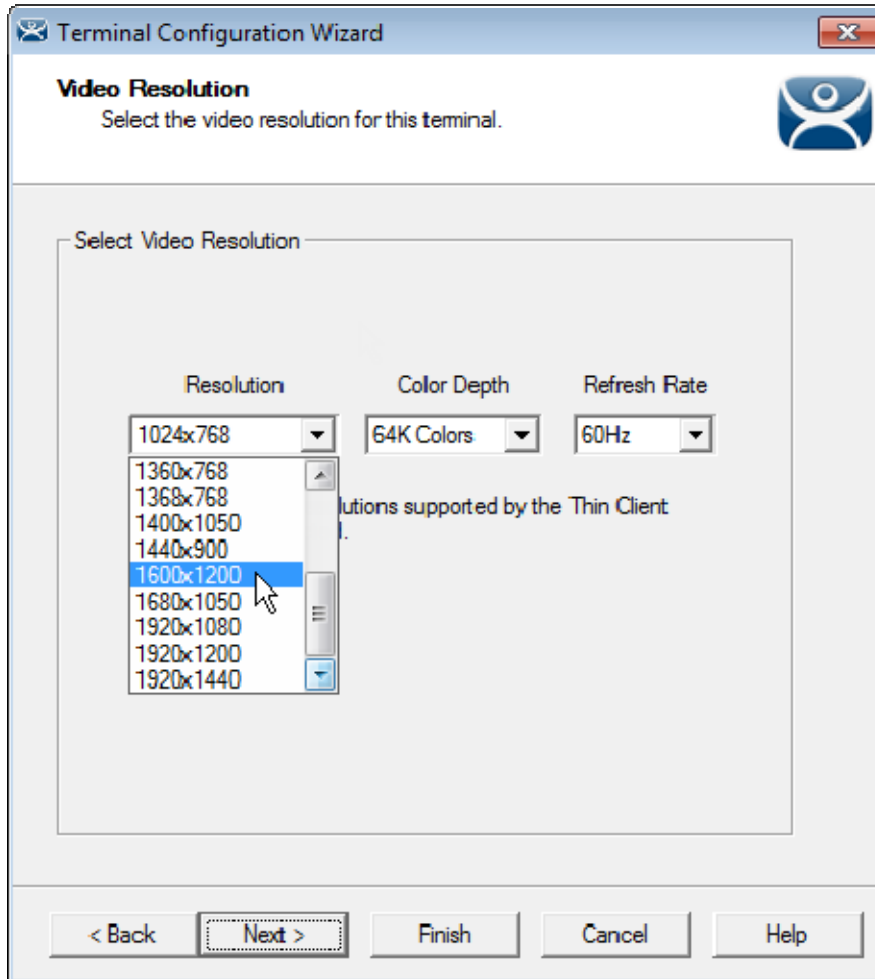 Terminal Configuration Wizard
Video Resolution
Select the video resolution for this terminal.
Select Video Resolution
Resolution Color Depth Refresh Rate
1024x768 64K Colors 60Hz
1360x768
1368x768
lutions supported by the Thin Client
1400x1050
1440x900
1600x1200
1680x1050
1920x1080
1920x1200
1920x1440
< Back Next > Finish Cancel Help